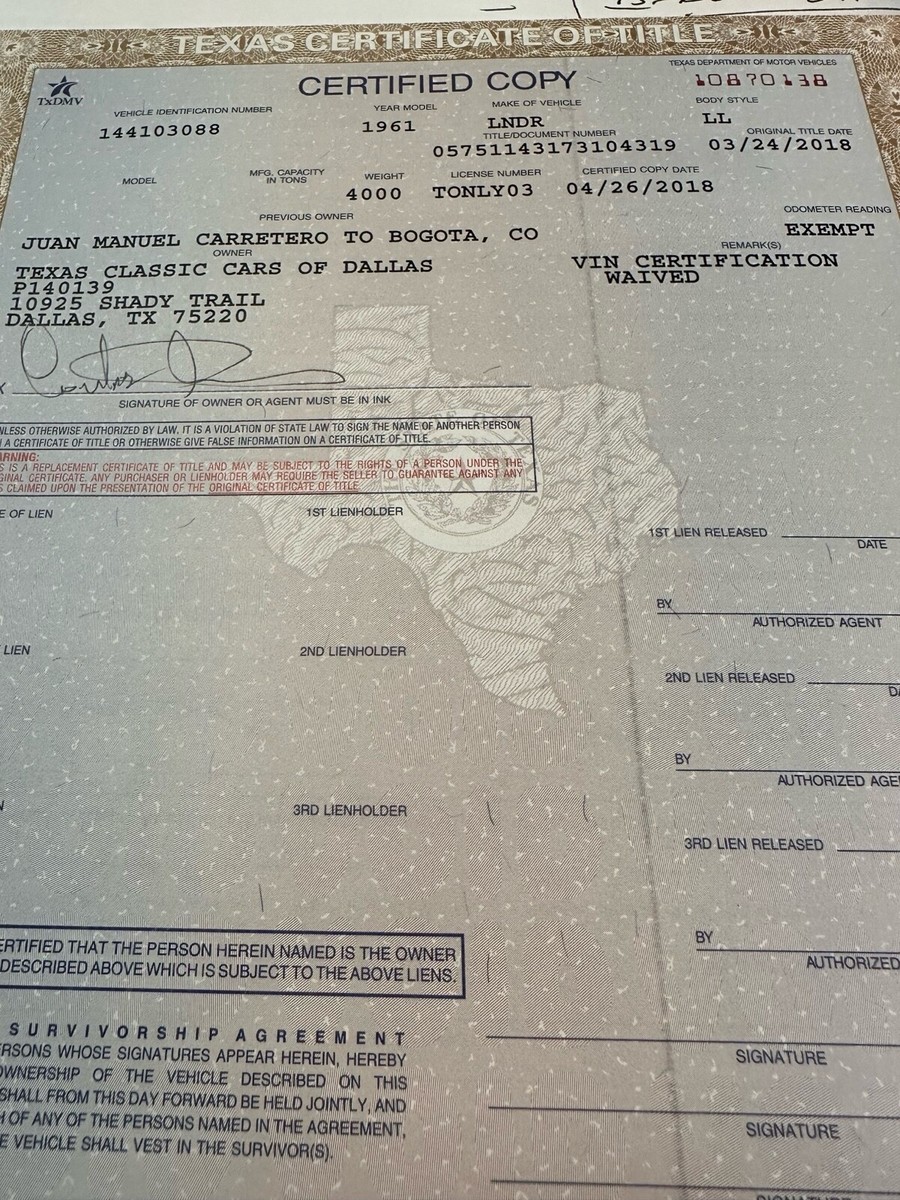 TEXAS CERTIFICATE OF TITLE
TxDMV
CERTIFIED COPY
TEXAS DEPARTMENT OF MOTOR VEHICLES
10870138
VEHICLE IDENTIFICATION NUMBER
YEAR MODEL
MAKE OF VEHICLE
BODY STYLE
144103088
1961
LNDR
LL
TITLE/DOCUMENT NUMBER
ORIGINAL TITLE DATE
05751143173104319
03/24/2018
MODEL
MFG. CAPACITY
IN TONS
WEIGHT
LICENSE NUMBER
CERTIFIED COPY DATE
4000
TONLY03
04/26/2018
PREVIOUS OWNER
ODOMETER READING
JUAN MANUEL CARRETERO TO BOGOTA, CO
EXEMPT
OWNER
REMARK(S)
TEXAS CLASSIC CARS OF DALLAS
VIN CERTIFICATION
P140139
WAIVED
10925 SHADY TRAIL
DALLAS, TX 75220
SIGNATURE OF OWNER OR AGENT MUST BE IN INK
NLESS OTHERWISE AUTHORIZED BY LAW, IT IS A VIOLATION OF STATE LAW TO SIGN THE NAME OF ANOTHER PERSON
A CERTIFICATE OF TITLE OR OTHERWISE GIVE FALSE INFORMATION ON A CERTIFICATE OF TITLE.
ARNING:
S IS A REPLACEMENT CERTIFICATE OF TITLE AND MAY BE SUBJECT TO THE RIGHTS OF A PERSON UNDER THE
GINAL CERTIFICATE. ANY PURCHASER OR LIENHOLDER MAY REQUIRE THE SELLER TO GUARANTEE AGAINST ANY
S CLAIMED UPON THE PRESENTATION OF THE ORIGINAL CERTIFICATE OF TITLE.
E OF LIEN
1ST LIENHOLDER
1ST LIEN RELEASED
DATE
BY
AUTHORIZED AGENT
LIEN
2ND LIENHOLDER
2ND LIEN RELEASED
DA
BY
AUTHORIZED AGE
3RD LIENHOLDER
3RD LIEN RELEASED
BY
AUTHORIZED
ERTIFIED THAT THE PERSON HEREIN NAMED IS THE OWNER
DESCRIBED ABOVE WHICH IS SUBJECT TO THE ABOVE LIENS.
SURVIVORSHIP AGREEMENT
RSONS WHOSE SIGNATURES APPEAR HEREIN, HEREBY
OWNERSHIP OF THE VEHICLE DESCRIBED ON THIS
SHALL FROM THIS DAY FORWARD BE HELD JOINTLY, AND
H OF ANY OF THE PERSONS NAMED IN THE AGREEMENT,
E VEHICLE SHALL VEST IN THE SURVIVOR(S).
SIGNATURE
SIGNATURE
SIGNATURE